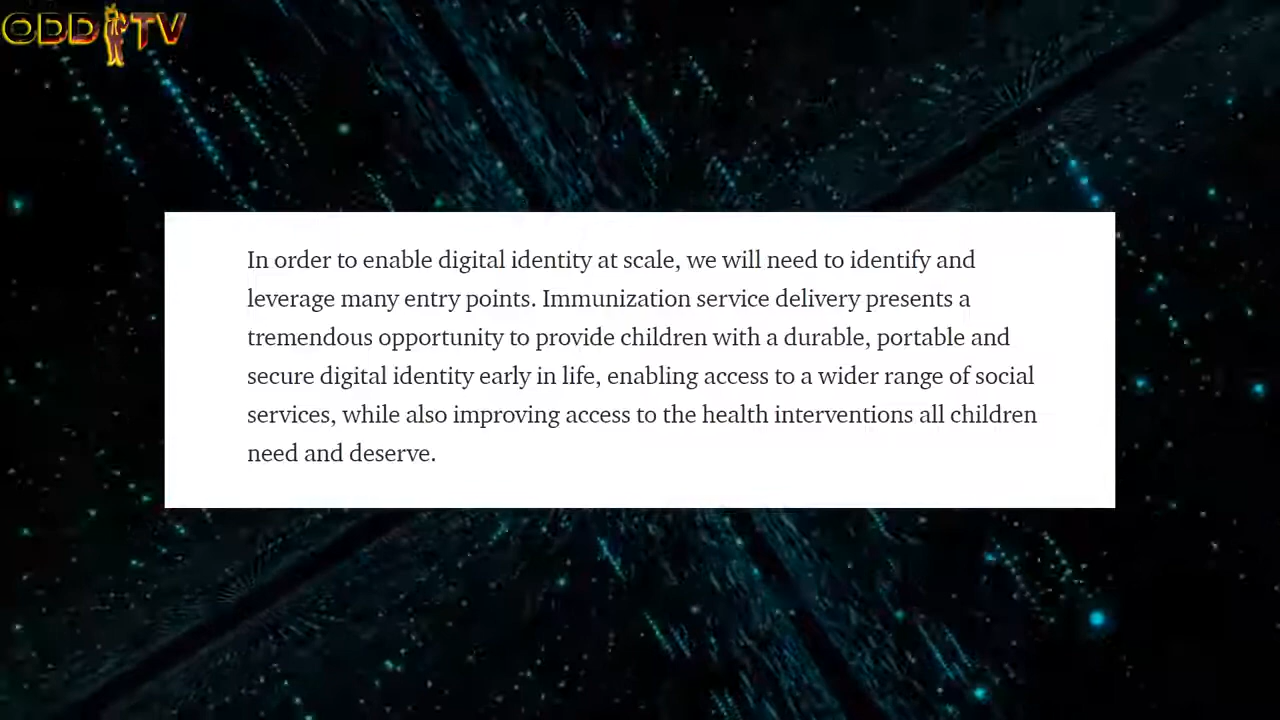 ODD TV
In order to enable digital identity at scale, we will need to identify and
leverage many entry points. Immunization service delivery presents a
tremendous opportunity to provide children with a durable, portable and
secure digital identity early in life, enabling access to a wider range of social
services, while also improving access to the health interventions all children
need and deserve.